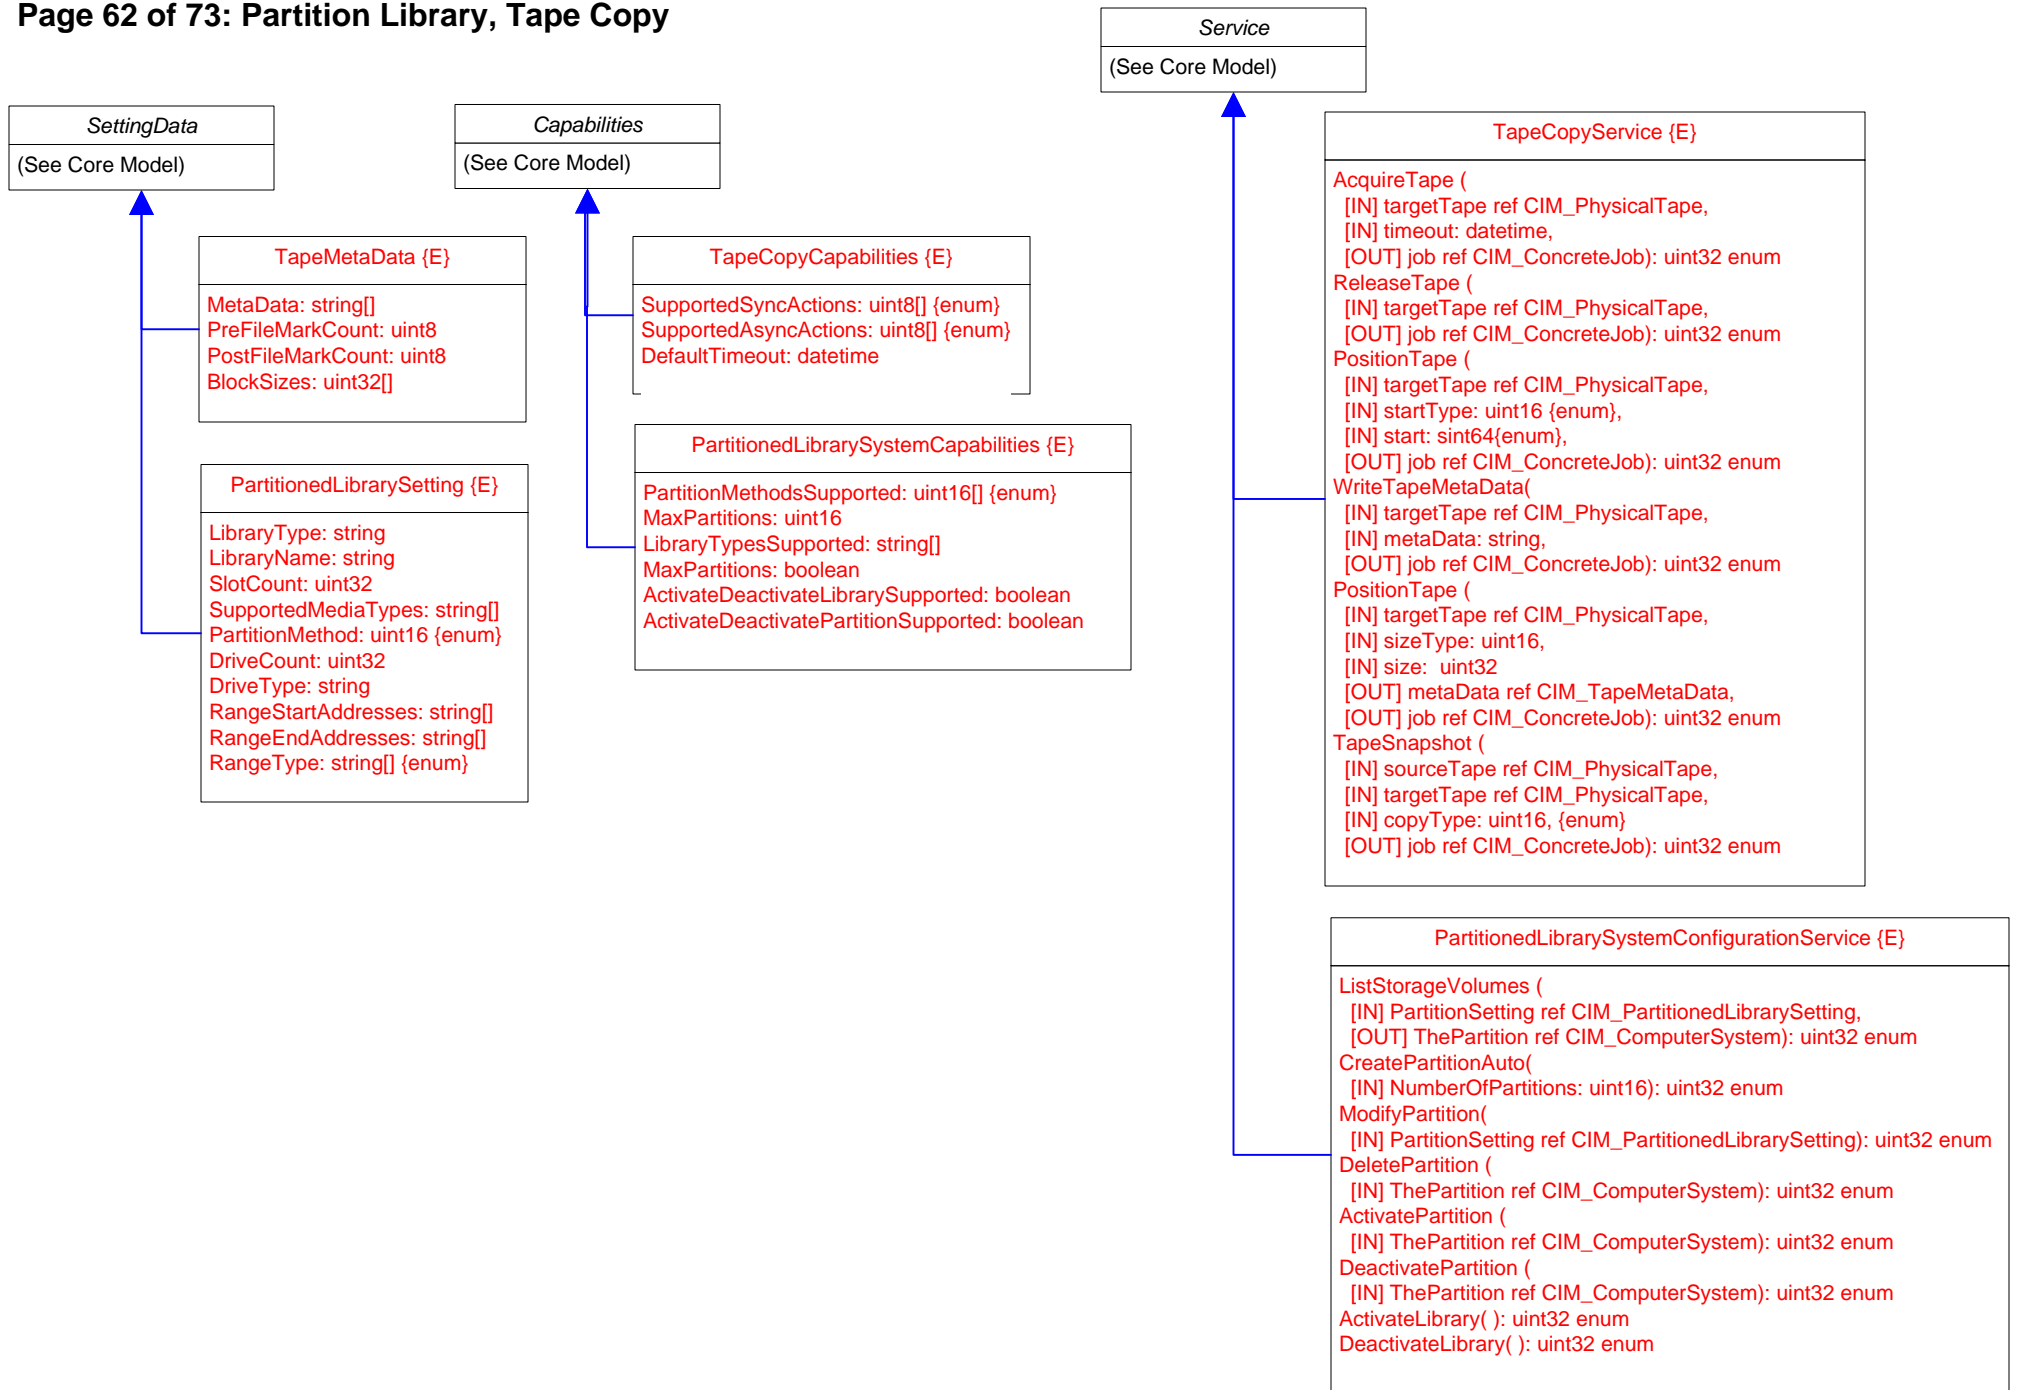 Page 62 of 73: Partition Library, Tape Copy
Service
(See Core Model)
SettingData
(See Core Model)
Capabilities
(See Core Model)
TapeMetaData {E}
MetaData: string[]
PreFileMarkCount: uint8
PostFileMarkCount: uint8
BlockSizes: uint32[]
PartitionedLibrarySetting {E}
LibraryType: string
LibraryName: string
SlotCount: uint32
SupportedMediaTypes: string[]
PartitionMethod: uint16 {enum}
DriveCount: uint32
DriveType: string
RangeStartAddresses: string[]
RangeEndAddresses: string[]
RangeType: string[] {enum}
TapeCopyCapabilities {E}
SupportedSyncActions: uint8[] {enum}
SupportedAsyncActions: uint8[] {enum}
DefaultTimeout: datetime
PartitionedLibrarySystemCapabilities {E}
PartitionMethodsSupported: uint16[] {enum}
MaxPartitions: uint16
LibraryTypesSupported: string[]
MaxPartitions: boolean
ActivateDeactivateLibrarySupported: boolean
ActivateDeactivatePartitionSupported: boolean
TapeCopyService {E}
AcquireTape (
[IN] targetTape ref CIM_PhysicalTape,
[IN] timeout: datetime,
[OUT] job ref CIM_ConcreteJob): uint32 enum
ReleaseTape (
[IN] targetTape ref CIM_PhysicalTape,
[OUT] job ref CIM_ConcreteJob): uint32 enum
PositionTape (
[IN] targetTape ref CIM_PhysicalTape,
[IN] startType: uint16 {enum},
[IN] start: sint64{enum},
[OUT] job ref CIM_ConcreteJob): uint32 enum
WriteTapeMetaData(
[IN] targetTape ref CIM_PhysicalTape,
[IN] metaData: string,
[OUT] job ref CIM_ConcreteJob): uint32 enum
PositionTape (
[IN] targetTape ref CIM_PhysicalTape,
[IN] sizeType: uint16,
[IN] size:  uint32
[OUT] metaData ref CIM_TapeMetaData,
[OUT] job ref CIM_ConcreteJob): uint32 enum
TapeSnapshot (
[IN] sourceTape ref CIM_PhysicalTape,
[IN] targetTape ref CIM_PhysicalTape,
[IN] copyType: uint16, {enum}
[OUT] job ref CIM_ConcreteJob): uint32 enum
PartitionedLibrarySystemConfigurationService {E}
ListStorageVolumes (
[IN] PartitionSetting ref CIM_PartitionedLibrarySetting,
[OUT] ThePartition ref CIM_ComputerSystem): uint32 enum
CreatePartitionAuto(
[IN] NumberOfPartitions: uint16): uint32 enum
ModifyPartition(
[IN] PartitionSetting ref CIM_PartitionedLibrarySetting): uint32 enum
DeletePartition (
[IN] ThePartition ref CIM_ComputerSystem): uint32 enum
ActivatePartition (
[IN] ThePartition ref CIM_ComputerSystem): uint32 enum
DeactivatePartition (
[IN] ThePartition ref CIM_ComputerSystem): uint32 enum
ActivateLibrary( ): uint32 enum
DeactivateLibrary( ): uint32 enum